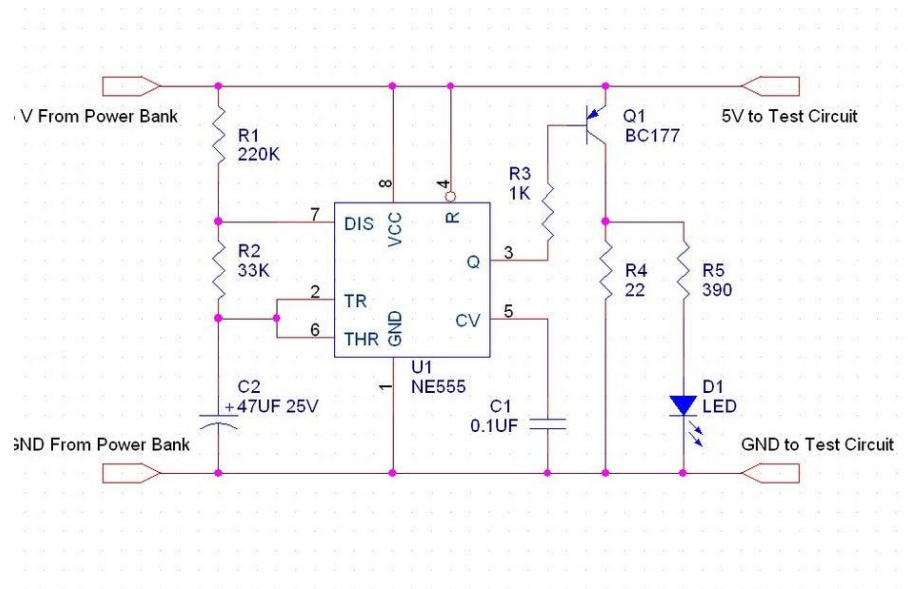 V From Power Bank
5V to Test Circuit
R1
220K
R2
33K
C2
+
47UF 25V
7
DIS
2
TR
6
THR
8
VCC
4
R
Q
3
CV
5
GND
1
U1
NE555
R3
1K
Q1
BC177
R4
22
R5
390
C1
0.1UF
D1
LED
GND From Power Bank
GND to Test Circuit